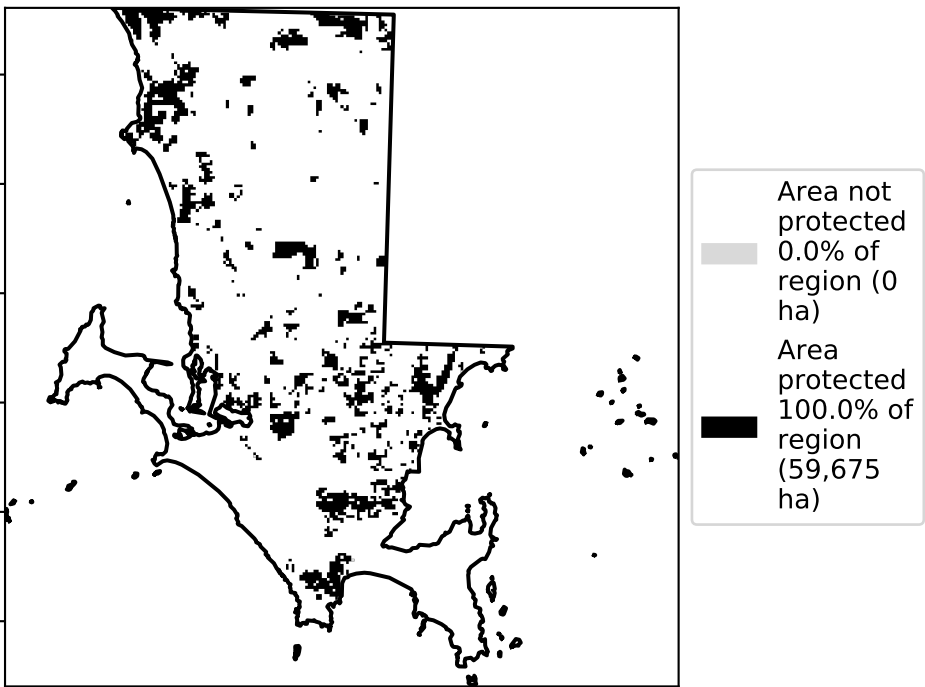 Area not
protected
0.0% of
region (0
ha)
Area
protected
100.0% of
region
(59,675
ha)